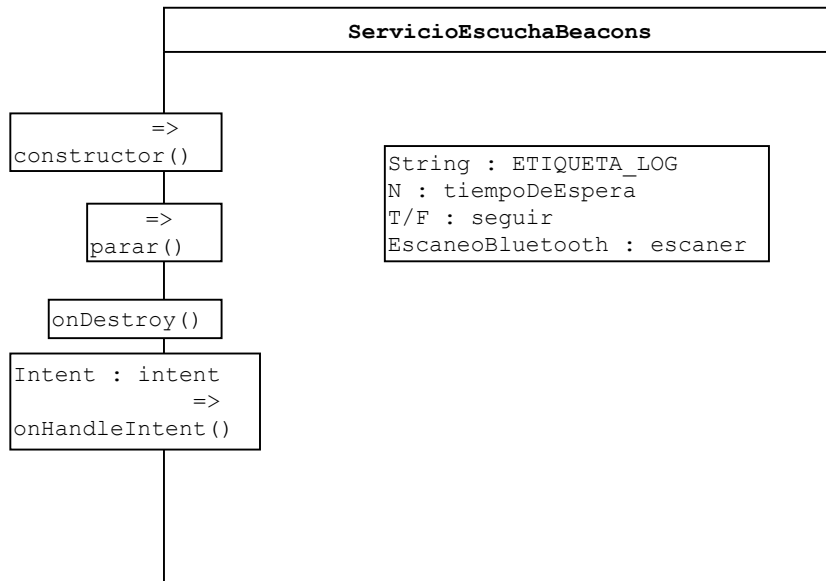 ServicioEscuchaBeacons
=>
constructor()
=>
parar()
onDestroy()
Intent : intent
=>
onHandleIntent()
String : ETIQUETA_LOG
N : tiempoDeEspera
T/F : seguir
EscaneoBluetooth : escaner